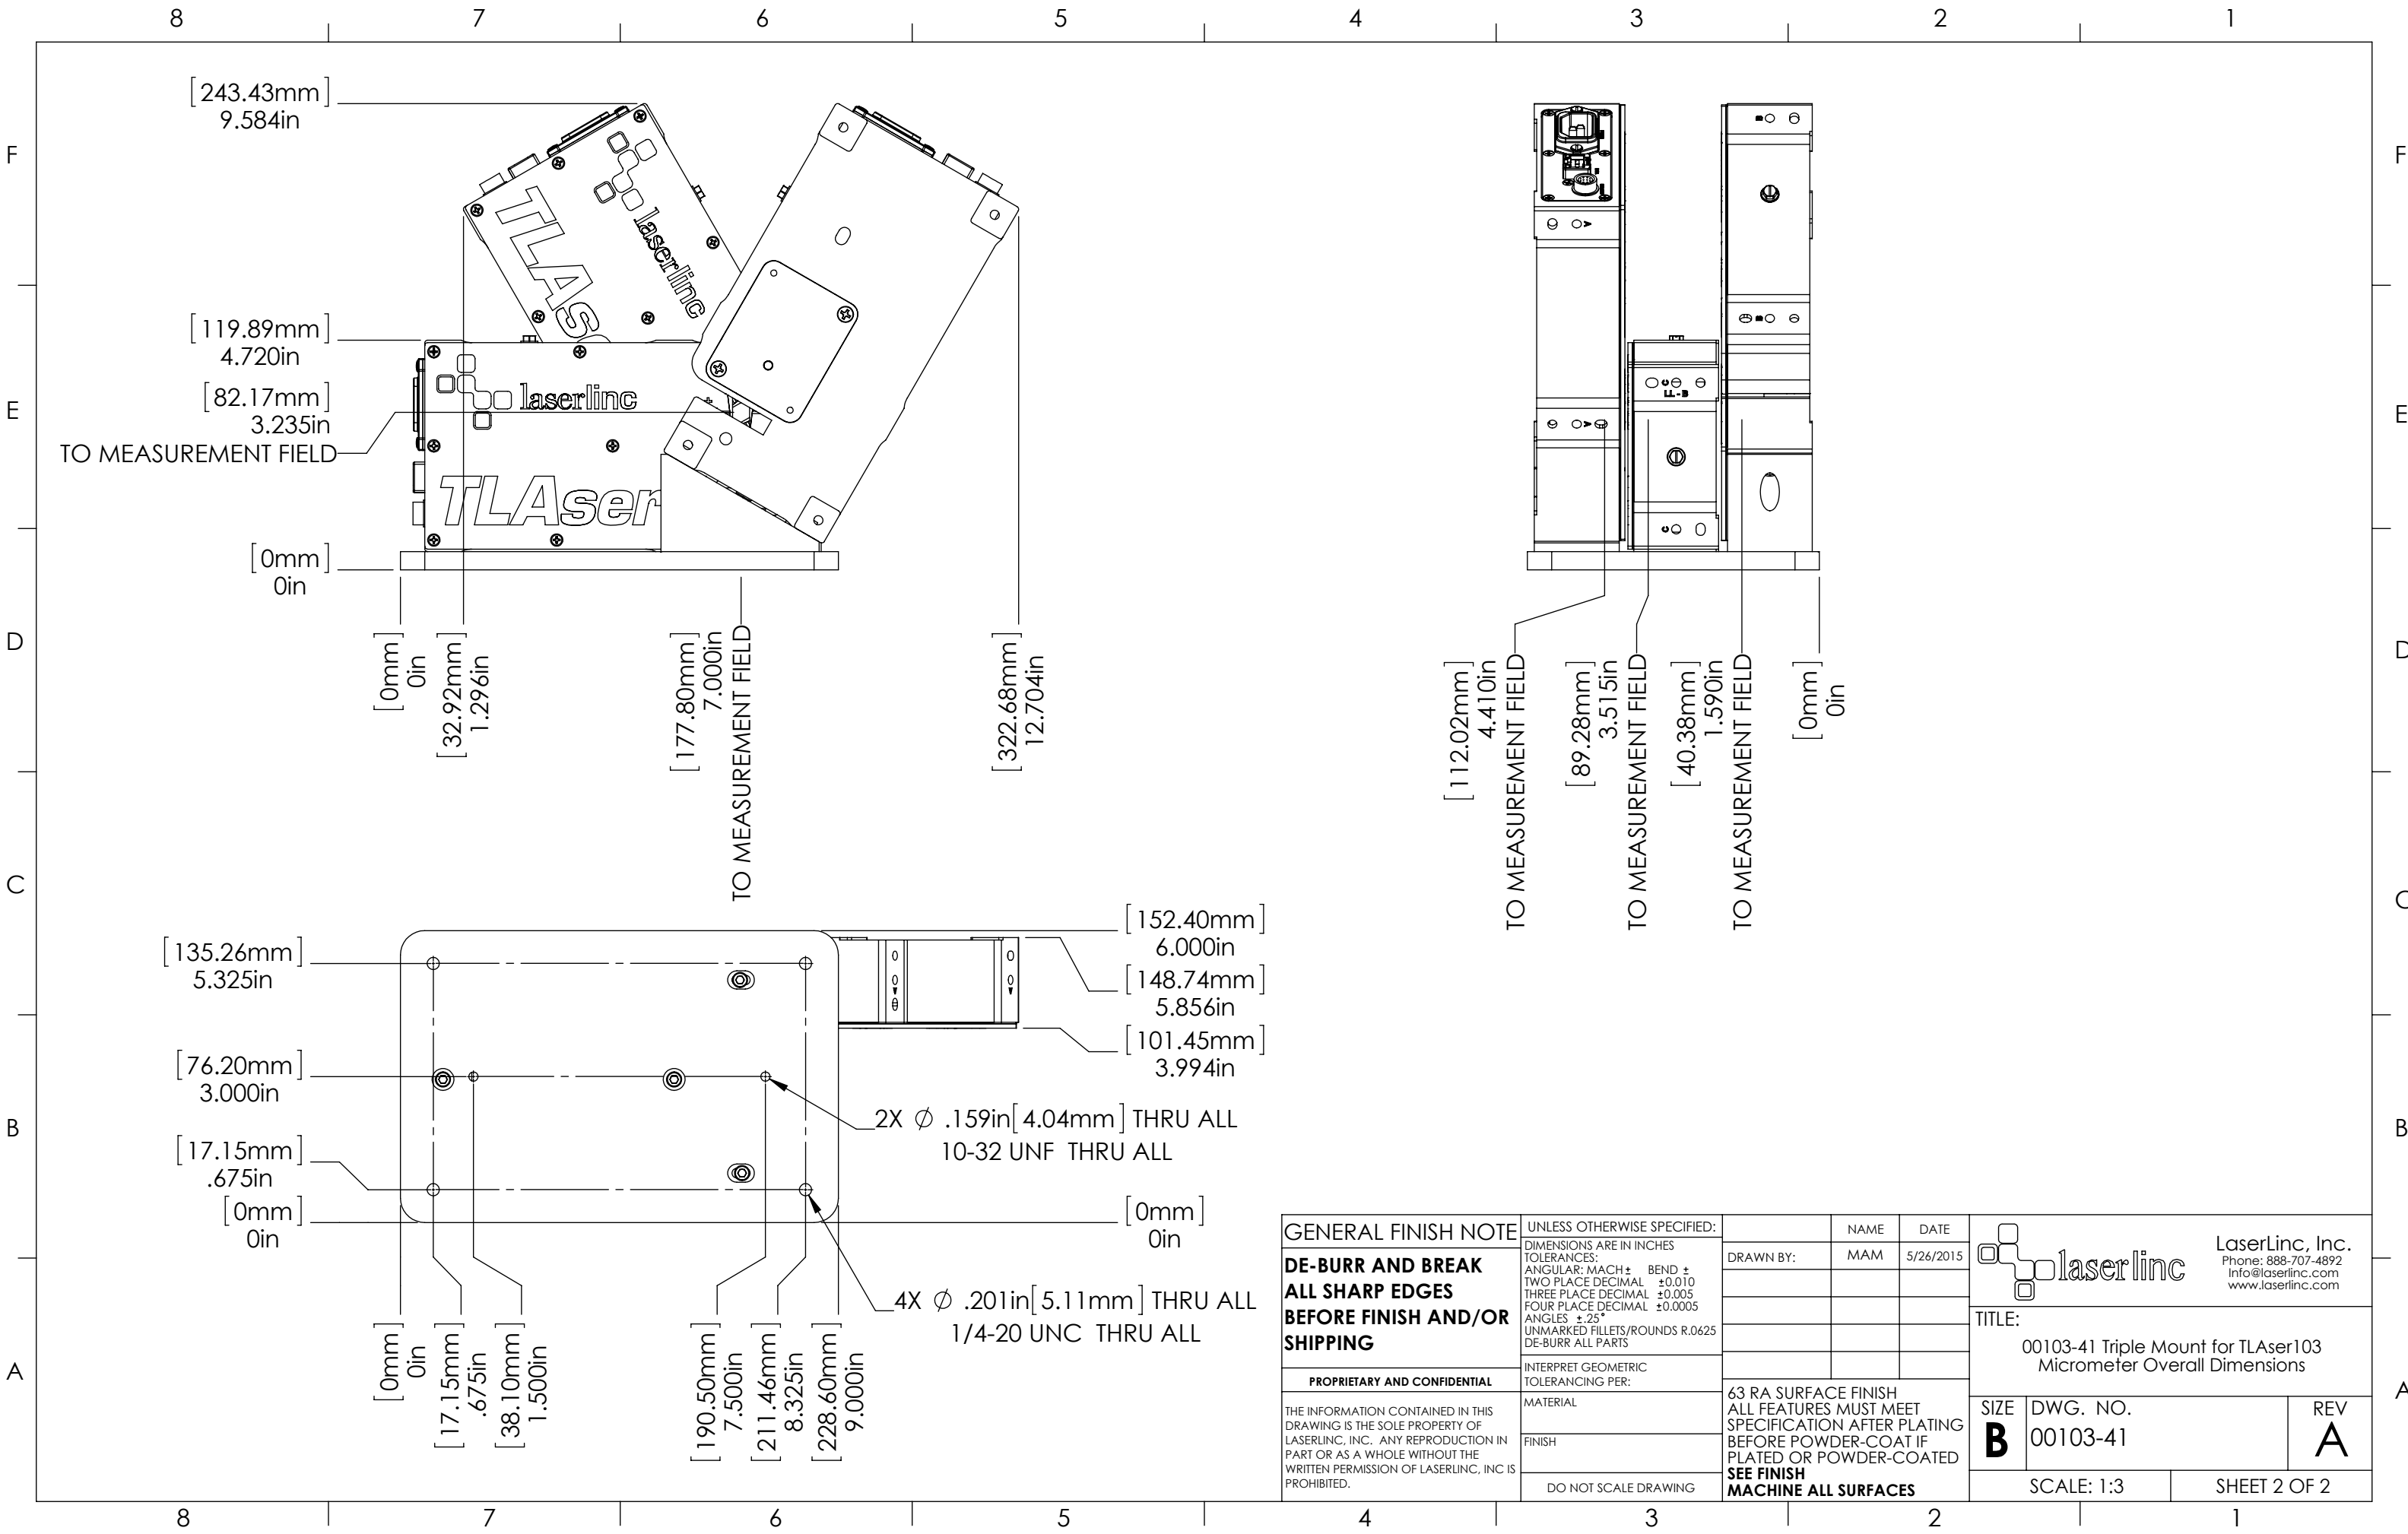 8 7 6 5 4 3 2 1
F
F
E
E
D
D
C
C
B
B
A
A
[243.43mm]
9.584in
[119.89mm]
4.720in
[82.17mm]
3.235in
TO MEASUREMENT FIELD
[0mm]
0in
TLASe
laserlinc
laserlinc
TLAser
[0mm]
0in
[32.92mm]
1.296in
[177.80mm]
7.000in
TO MEASUREMENT FIELD
[322.68mm]
12.704in
A
A
B
B
C
LL - B
C
[112.02mm]
4.410in
TO MEASUREMENT FIELD
[89.28mm]
3.515in
TO MEASUREMENT FIELD
[40.38mm]
1.590in
TO MEASUREMENT FIELD
[0mm]
0in
[135.26mm]
5.325in
[76.20mm]
3.000in
[17.15mm]
.675in
[0mm]
0in
[152.40mm]
6.000in
[148.74mm]
5.856in
[101.45mm]
3.994in
2X ∅ .159in[4.04mm] THRU ALL
10-32 UNF THRU ALL
[0mm]
0in
4X ∅ .201in[5.11mm] THRU ALL
1/4-20 UNC THRU ALL
[0mm]
0in
[17.15mm]
.675in
[38.10mm]
1.500in
[190.50mm]
7.500in
[211.46mm]
8.325in
[228.60mm]
9.000in
GENERAL FINISH NOTE
DE-BURR AND BREAK
ALL SHARP EDGES
BEFORE FINISH AND/OR
SHIPPING
PROPRIETARY AND CONFIDENTIAL
THE INFORMATION CONTAINED IN THIS
DRAWING IS THE SOLE PROPERTY OF
LASERLINC, INC. ANY REPRODUCTION IN
PART OR AS A WHOLE WITHOUT THE
WRITTEN PERMISSION OF LASERLINC, INC IS
PROHIBITED.
UNLESS OTHERWISE SPECIFIED:
DIMENSIONS ARE IN INCHES
TOLERANCES:
ANGULAR: MACH± BEND ±
TWO PLACE DECIMAL ±0.010
THREE PLACE DECIMAL ±0.005
FOUR PLACE DECIMAL ±0.0005
ANGLES ±.25°
UNMARKED FILLETS/ROUNDS R.0625
DE-BURR ALL PARTS
INTERPRET GEOMETRIC
TOLERANCING PER:
MATERIAL
FINISH
DO NOT SCALE DRAWING
NAME DATE
DRAWN BY: MAM 5/26/2015
63 RA SURFACE FINISH
ALL FEATURES MUST MEET
SPECIFICATION AFTER PLATING
BEFORE POWDER-COAT IF
PLATED OR POWDER-COATED
SEE FINISH
MACHINE ALL SURFACES
laserlinc
LaserLinc, Inc.
Phone: 888-707-4892
Info@laserlinc.com
www.laserlinc.com
TITLE:
00103-41 Triple Mount for TLAser103
Micrometer Overall Dimensions
SIZE
B
DWG. NO.
00103-41
REV
A
SCALE: 1:3
SHEET 2 OF 2
8 7 6 5 4 3 2 1